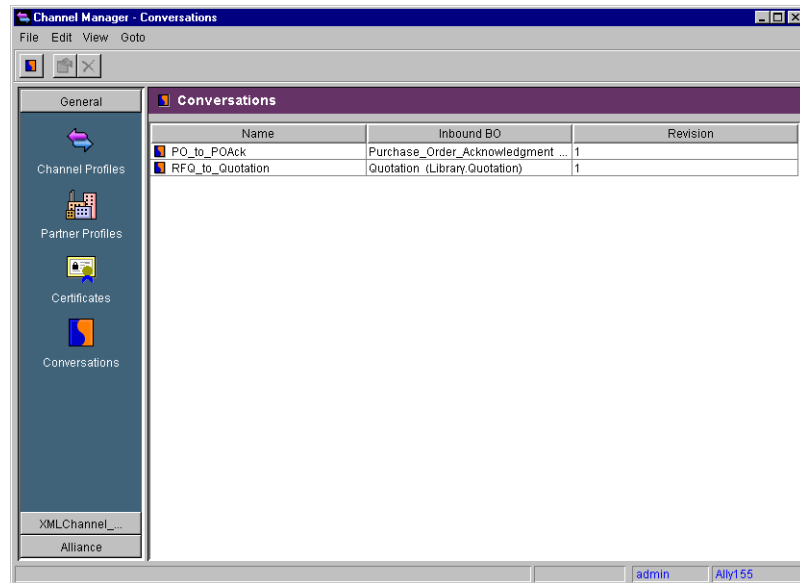 Channel Manager - Conversations
File Edit View Goto
General
Channel Profiles
Partner Profiles
Certificates
Conversations
XMLChannel_...
Alliance
Conversations
Name Inbound BO Revision
PO_to_POAck Purchase_Order_Acknowledgment ... 1
RFQ_to_Quotation Quotation (Library.Quotation) 1
admin Ally155